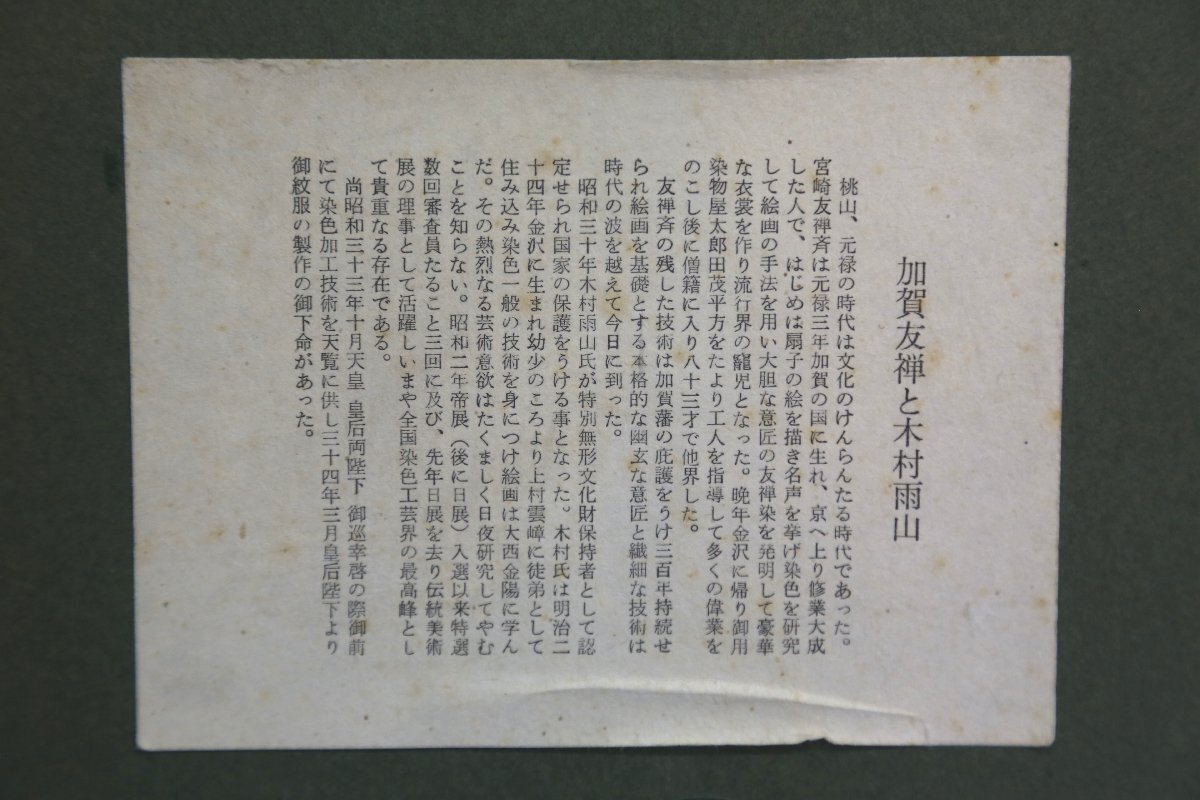 加賀友禅と木村雨山
桃山、元禄の時代は文化のけんらんたる時代であった。
宮崎友禅斉は元禄三年加賀の国に生れ、京へ上り修業大成
した人で、はじめは扇子の絵を描き名声を挙げ染色を研究
して絵画の手法を用い大胆な意匠の友禅染を発明して豪華
な衣裳を作り流行界の寵児となった。晩年金沢に帰り御用
染物屋太郎田茂平方をたより工人を指導して多くの偉業を
のこし後に僧籍に入り八十三才で他界した。
友禅斉の残した技術は加賀藩の庇護をうけ三百年持続せ
られ絵画を基礎とする本格的な幽玄な意匠と繊細な技術は
時代の波を越えて今日に到った。
昭和三十年木村雨山氏が特別無形文化財保持者として認
定せられ国家の保護をうける事となった。木村氏は明治二
十四年金沢に生まれ幼少のころより上村雲嶂に徒弟として
住み込み染色一般の技術を身につけ絵画は大西金陽に学ん
だ。その熱烈なる芸術意欲はたくましく日夜研究してやむ
ことを知らない。昭和二年帝展（後に日展）入選以来特選
数回審査員たること三回に及び、先年日展を去り伝統美術
展の理事として活躍しいまや全国染色工芸界の最高峰とし
て貴重なる存在である。
尚昭和三十三年十月天皇 皇后両陛下 御巡幸啓の際御前
にて染色加工技術を天覧に供し三十四年三月皇后陛下より
御紋服の製作の御下命があった。